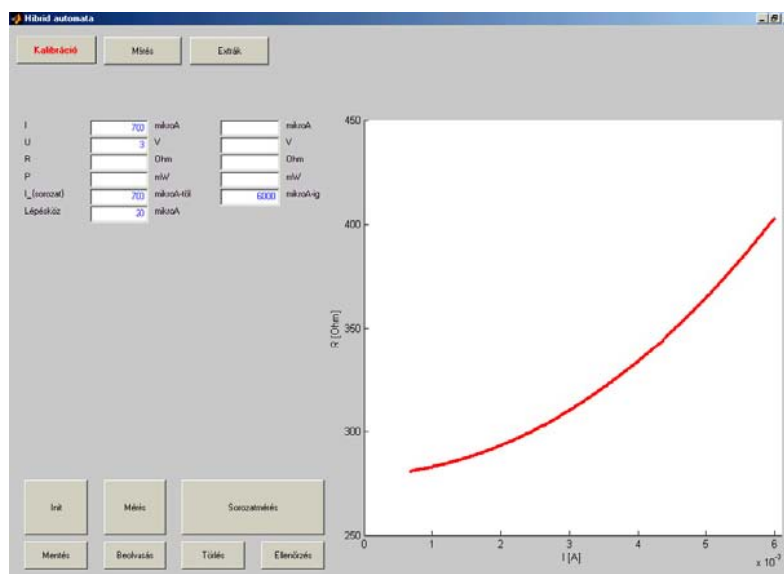 Hibrid automata
Kalibráció Mérés Extrák
I 700 mikroA mikroA
U 3 V V
R Ohm Ohm
P mW mW
I_(sorozat) 700 mikroA-tól 6000 mikroA-ig
Lépésköz 20 mikroA
450
400
350
300
250
R [Ohm]
0 1 2 3 4 5 6
I [A] x 10⁻³
Init Mérés Sorozatmérés
Mentés Beolvasás Törlés Ellenőrzés